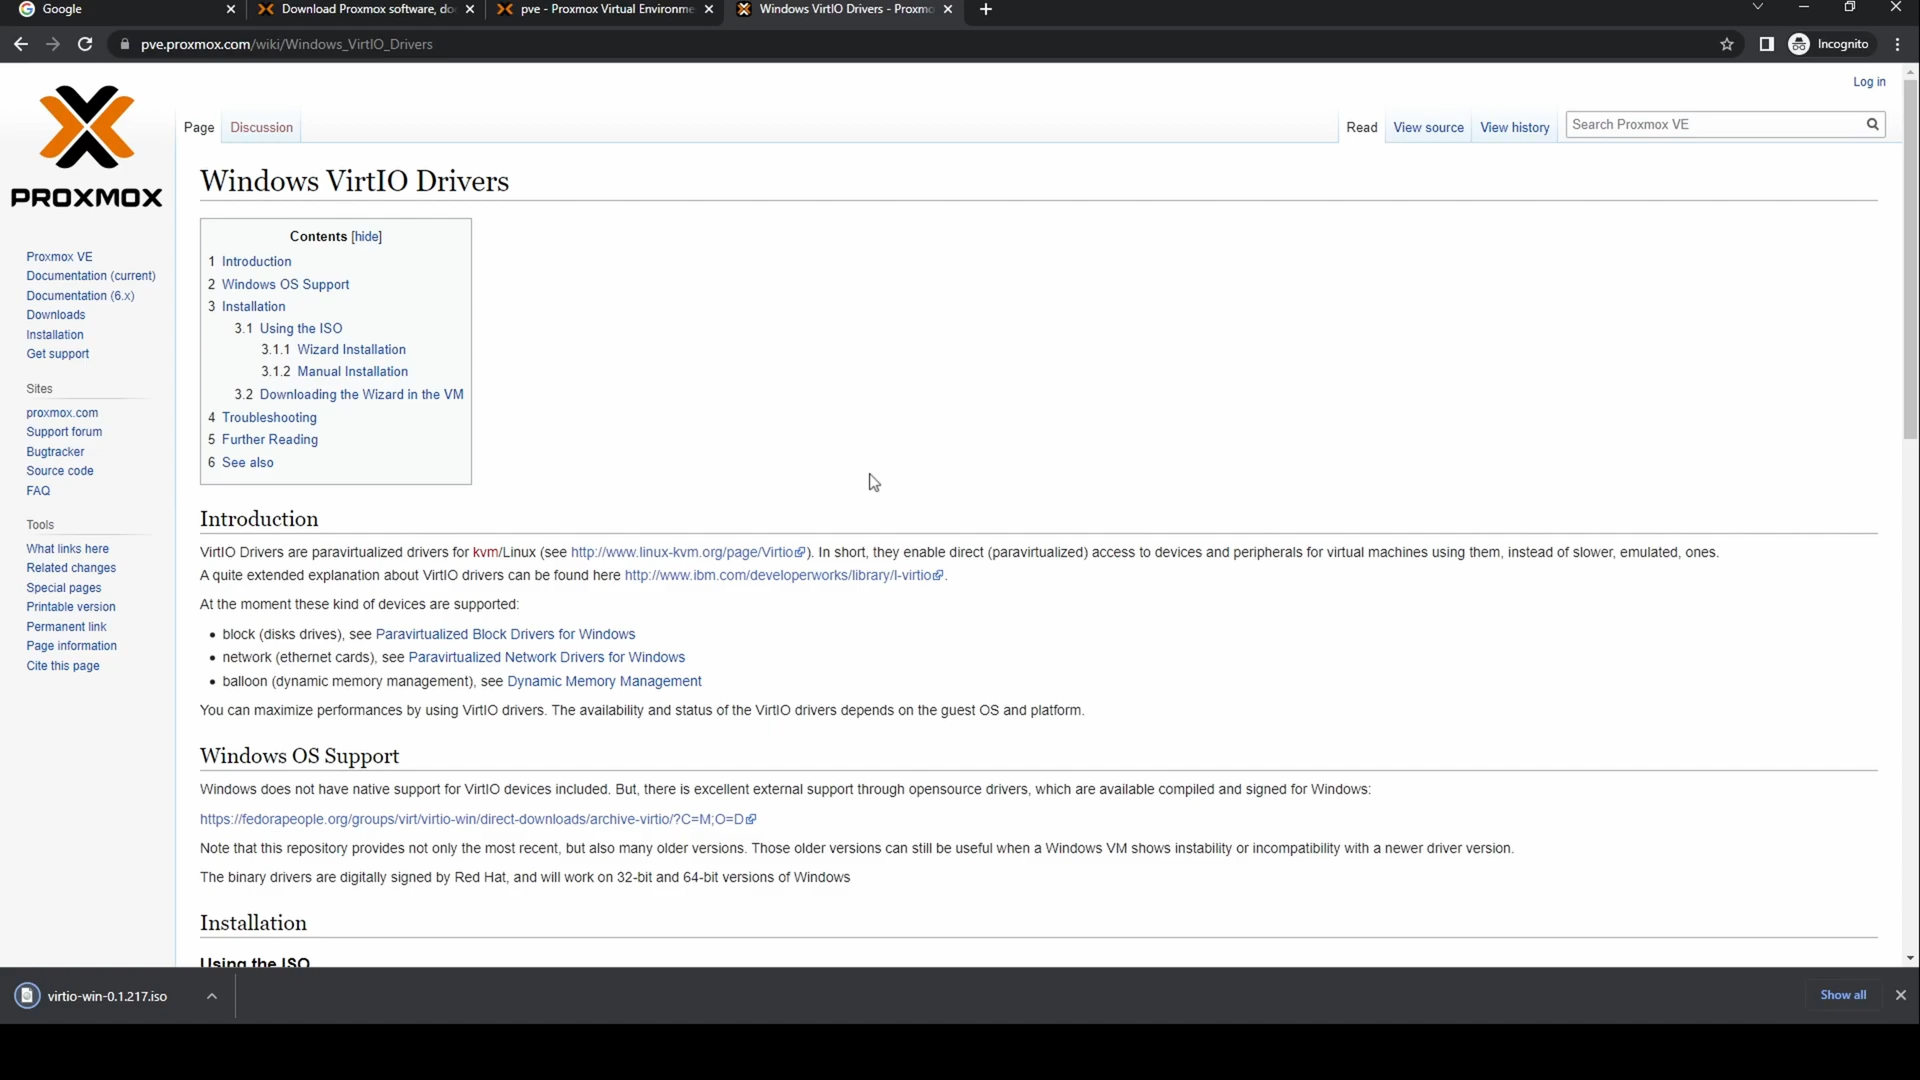 Google
Download Proxmox software, do
pve - Proxmox Virtual Environme
Windows VirtIO Drivers - Proxmo
pve.proxmox.com/wiki/Windows_VirtIO_Drivers
Incognito
Log in
PROXMOX
Page
Discussion
Read
View source
View history
Search Proxmox VE
Proxmox VE
Documentation (current)
Documentation (6.x)
Downloads
Installation
Get support
Sites
proxmox.com
Support forum
Bugtracker
Source code
FAQ
Tools
What links here
Related changes
Special pages
Printable version
Permanent link
Page information
Cite this page
Windows VirtIO Drivers
Contents [hide]
1 Introduction
2 Windows OS Support
3 Installation
3.1 Using the ISO
3.1.1 Wizard Installation
3.1.2 Manual Installation
3.2 Downloading the Wizard in the VM
4 Troubleshooting
5 Further Reading
6 See also
Introduction
VirtIO Drivers are paravirtualized drivers for kvm/Linux (see http://www.linux-kvm.org/page/Virtio). In short, they enable direct (paravirtualized) access to devices and peripherals for virtual machines using them, instead of slower, emulated, ones.
A quite extended explanation about VirtIO drivers can be found here http://www.ibm.com/developerworks/library/l-virtio.
At the moment these kind of devices are supported:
• block (disks drives), see Paravirtualized Block Drivers for Windows
• network (ethernet cards), see Paravirtualized Network Drivers for Windows
• balloon (dynamic memory management), see Dynamic Memory Management
You can maximize performances by using VirtIO drivers. The availability and status of the VirtIO drivers depends on the guest OS and platform.
Windows OS Support
Windows does not have native support for VirtIO devices included. But, there is excellent external support through opensource drivers, which are available compiled and signed for Windows:
https://fedorapeople.org/groups/virt/virtio-win/direct-downloads/archive-virtio/?C=M;O=D
Note that this repository provides not only the most recent, but also many older versions. Those older versions can still be useful when a Windows VM shows instability or incompatibility with a newer driver version.
The binary drivers are digitally signed by Red Hat, and will work on 32-bit and 64-bit versions of Windows
Installation
Using the ISO
virtio-win-0.1.217.iso
Show all